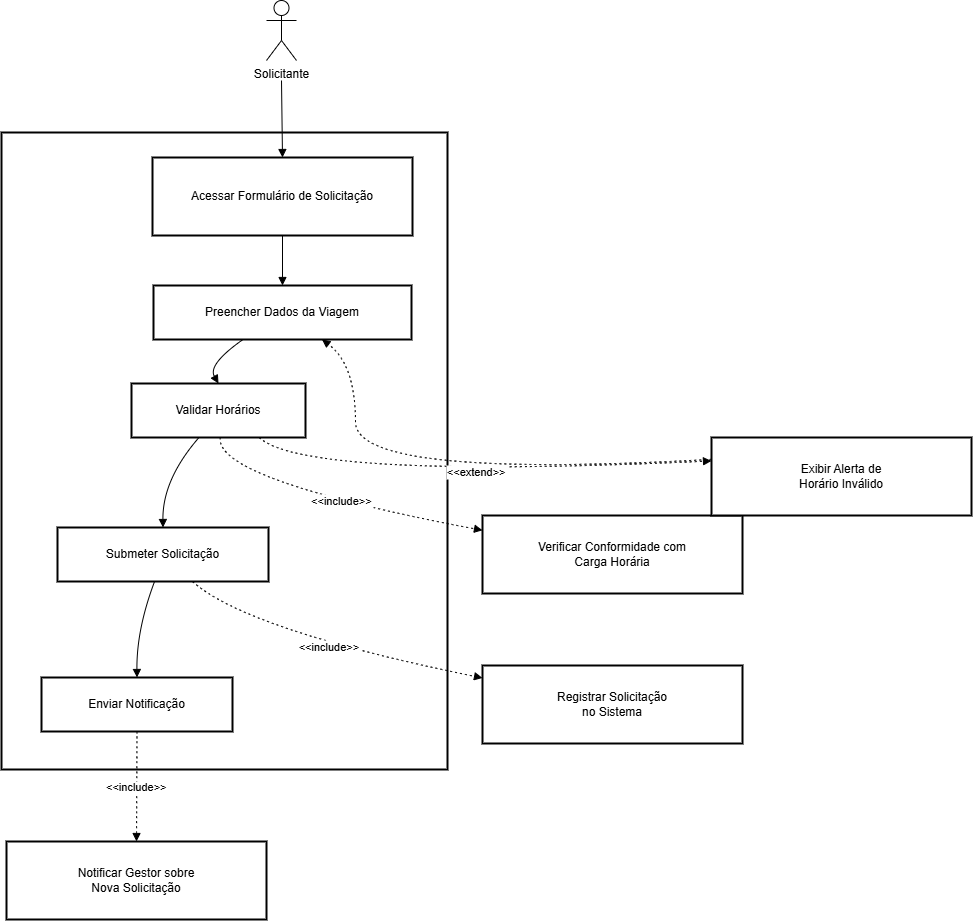 Solicitante
Acessar Formulário de Solicitação
Preencher Dados da Viagem
Validar Horários
<<extend>>
Exibir Alerta de
Horário Inválido
<<include>>
Verificar Conformidade com
Carga Horária
Submeter Solicitação
<<include>>
Registrar Solicitação
no Sistema
Enviar Notificação
<<include>>
Notificar Gestor sobre
Nova Solicitação